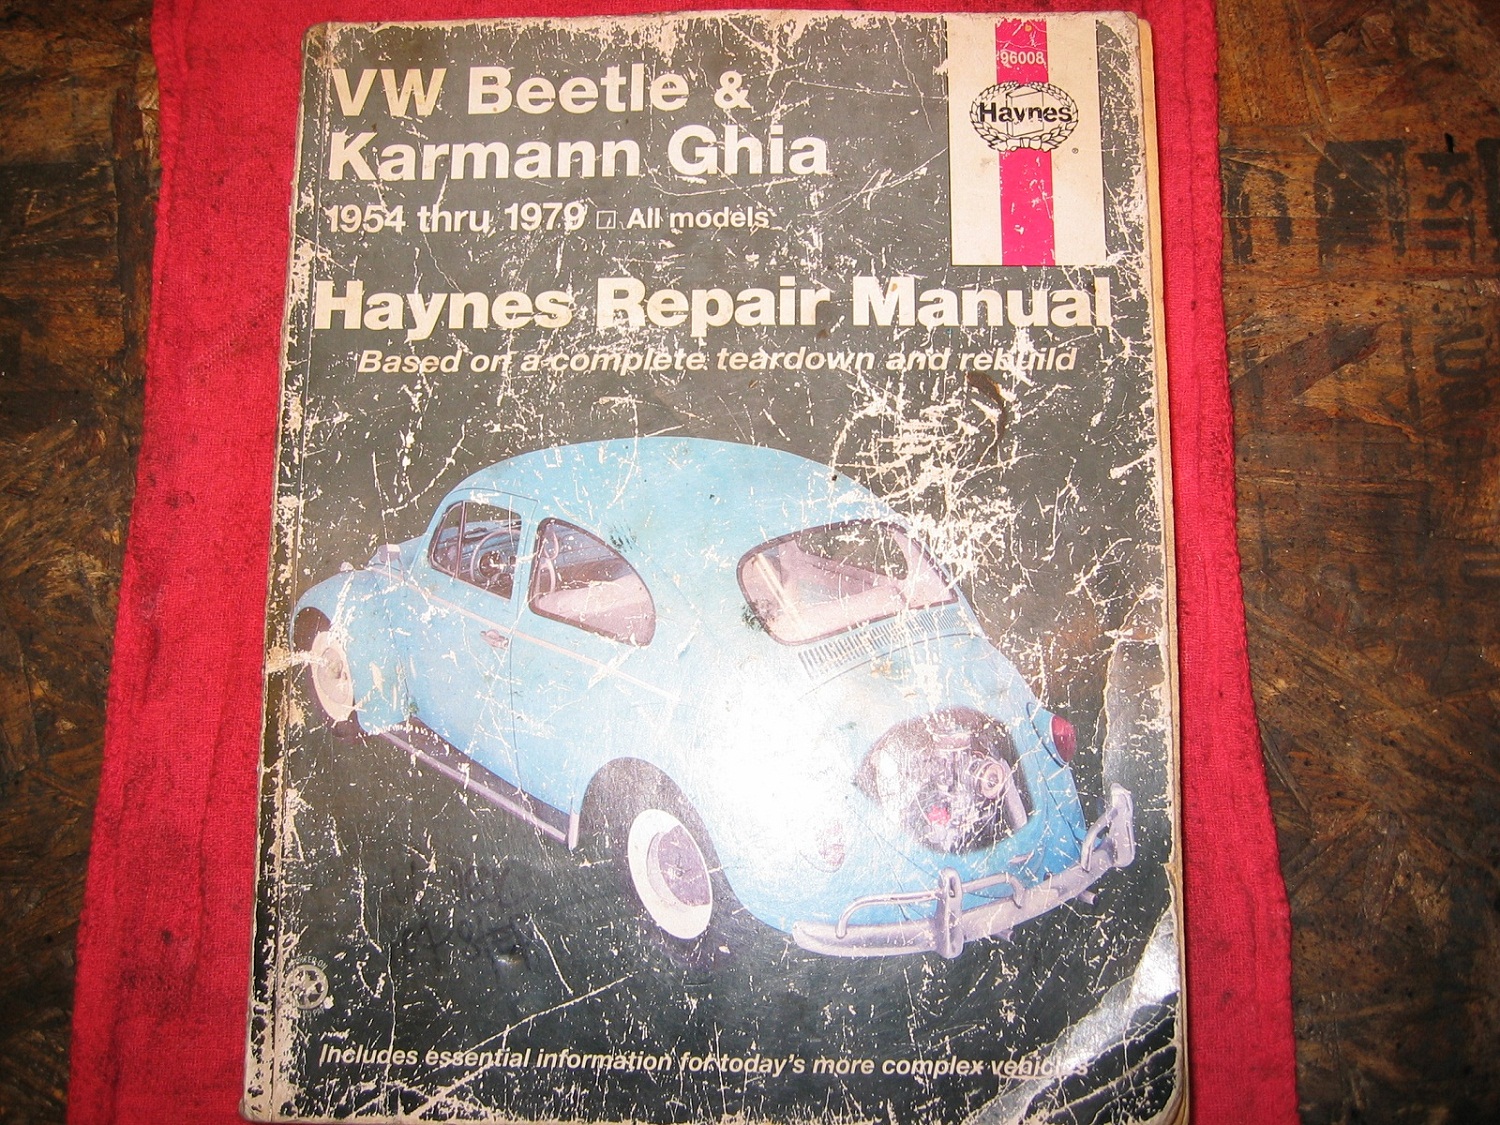 VW Beetle &
Karmann Ghia
1954 thru 1979 □ All models
96008
Haynes
®
Haynes Repair Manual
Based on a complete teardown and rebuild
Includes essential information for today's more complex vehicles